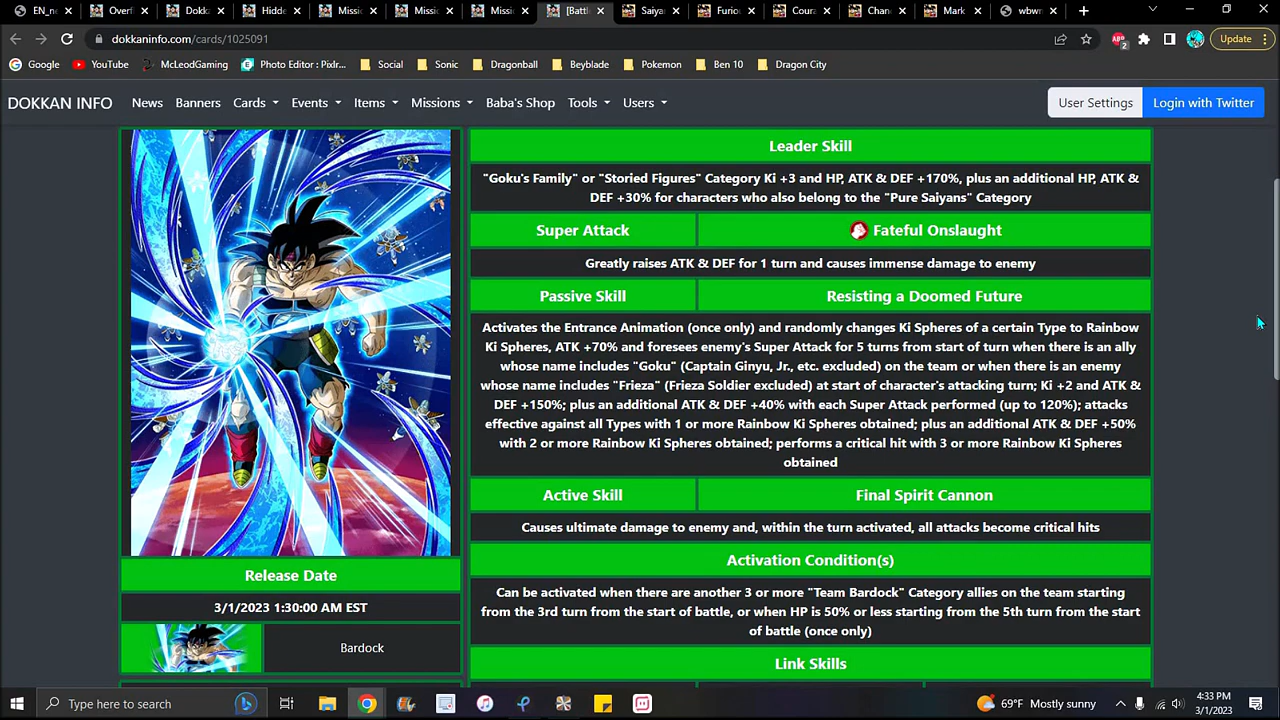 EN_ne
Overf
Dokk
Hidde
Missic
Missic
Missic
[Battl
Saiya
Furio
Coura
Chan
Mark
wbwr
Update
dokkaninfo.com/cards/1025091
Google
YouTube
McLeodGaming
Photo Editor : Pixlr...
Social
Sonic
Dragonball
Beyblade
Pokemon
Ben 10
Dragon City
DOKKAN INFO
News
Banners
Cards
Events
Items
Missions
Baba's Shop
Tools
Users
User Settings
Login with Twitter
Leader Skill
"Goku's Family" or "Storied Figures" Category Ki +3 and HP, ATK & DEF +170%, plus an additional HP, ATK &
DEF +30% for characters who also belong to the "Pure Saiyans" Category
Super Attack
Fateful Onslaught
Greatly raises ATK & DEF for 1 turn and causes immense damage to enemy
Passive Skill
Resisting a Doomed Future
Activates the Entrance Animation (once only) and randomly changes Ki Spheres of a certain Type to Rainbow
Ki Spheres, ATK +70% and foresees enemy's Super Attack for 5 turns from start of turn when there is an ally
whose name includes "Goku" (Captain Ginyu, Jr., etc. excluded) on the team or when there is an enemy
whose name includes "Frieza" (Frieza Soldier excluded) at start of character's attacking turn; Ki +2 and ATK &
DEF +150%; plus an additional ATK & DEF +40% with each Super Attack performed (up to 120%); attacks
effective against all Types with 1 or more Rainbow Ki Spheres obtained; plus an additional ATK & DEF +50%
with 2 or more Rainbow Ki Spheres obtained; performs a critical hit with 3 or more Rainbow Ki Spheres
obtained
Active Skill
Final Spirit Cannon
Causes ultimate damage to enemy and, within the turn activated, all attacks become critical hits
Activation Condition(s)
Can be activated when there are another 3 or more "Team Bardock" Category allies on the team starting
from the 3rd turn from the start of battle, or when HP is 50% or less starting from the 5th turn from the start
of battle (once only)
Link Skills
Release Date
3/1/2023 1:30:00 AM EST
Bardock
Type here to search
69°F Mostly sunny
4:33 PM
3/1/2023